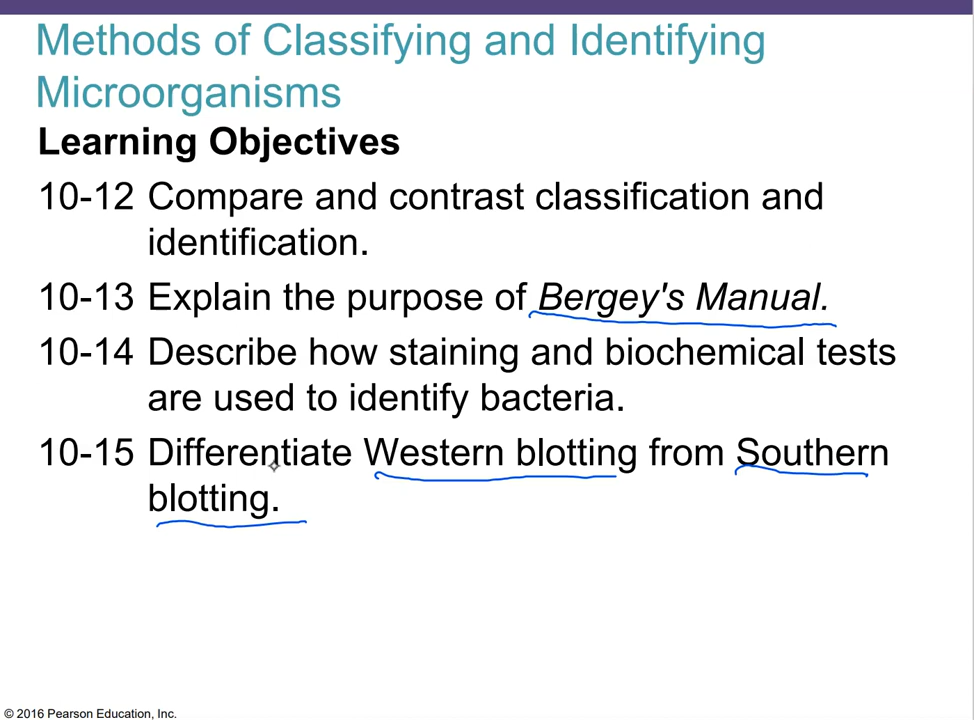 Methods of Classifying and Identifying
Microorganisms
Learning Objectives
10-12 Compare and contrast classification and
identification.
10-13 Explain the purpose of Bergey's Manual.
10-14 Describe how staining and biochemical tests
are used to identify bacteria.
10-15 Differentiate Western blotting from Southern
blotting.
© 2016 Pearson Education, Inc.